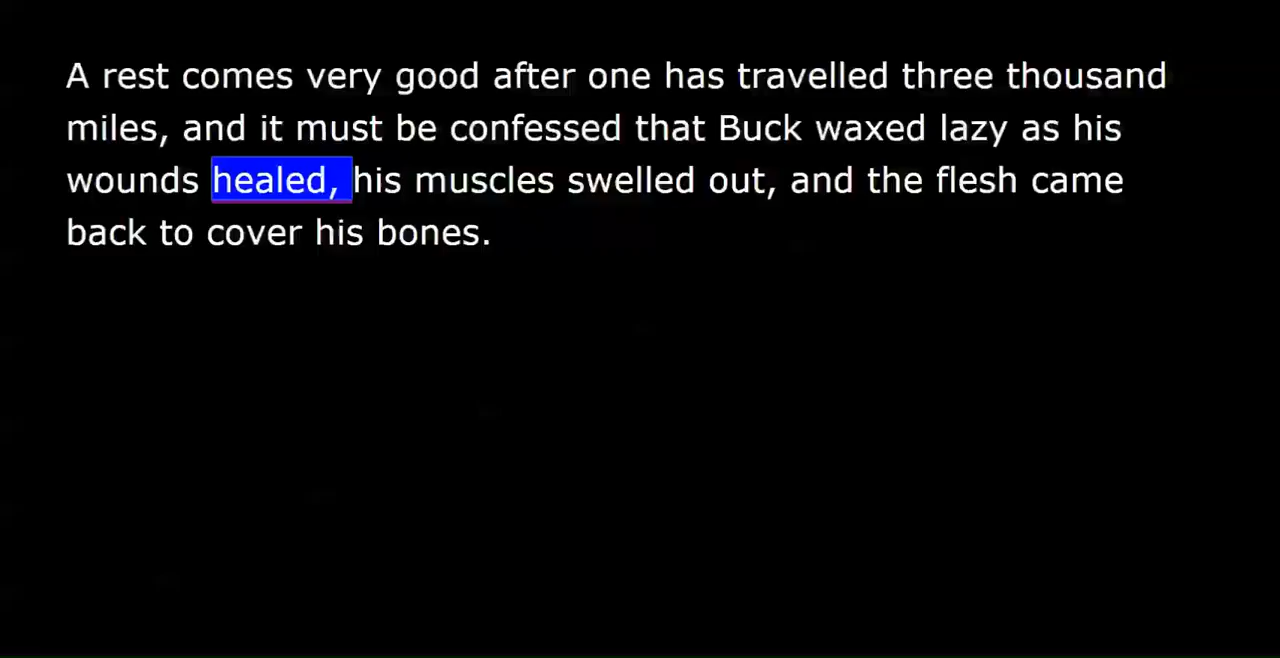 A rest comes very good after one has travelled three thousand
miles, and it must be confessed that Buck waxed lazy as his
wounds healed, his muscles swelled out, and the flesh came
back to cover his bones.